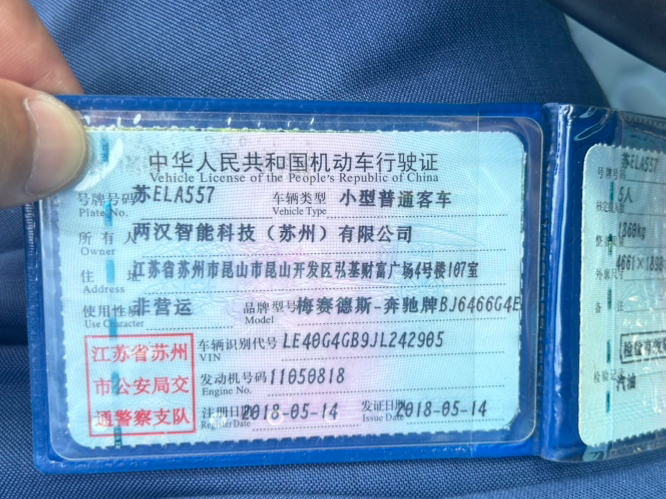 中华人民共和国机动车行驶证
Vehicle License of the People's Republic of China
号牌号码 苏ELA557 车辆类型 小型普通客车
Plate No. Vehicle Type
所有人 两汉智能科技（苏州）有限公司
Owner
住址 江苏省苏州市昆山市昆山开发区弘基财富广场4号楼107室
Address
使用性质 非营运 品牌型号 梅赛德斯-奔驰牌BJ6466G4E
Use Character Model
江苏省苏州
市公安局交
通警察支队
车辆识别代号 LE40G4GB9JL242905
VIN
发动机号码 11050818
Engine No.
注册日期 2018-05-14 发证日期 2018-05-14
Register Date Issue Date
号牌号码 苏ELA557
5人
4661×1898
汽油